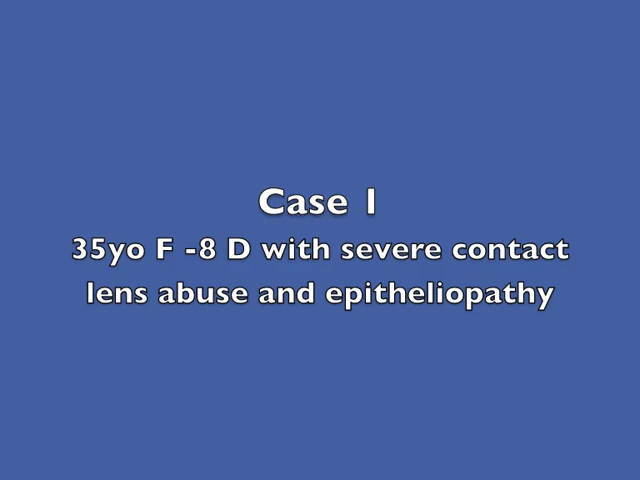 Case 1
35yo F -8 D with severe contact
lens abuse and epitheliopathy